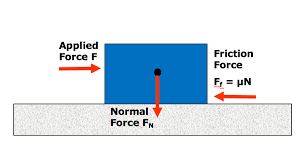 Applied
Force F
Friction
Force
Ff = μN
Normal
Force FN